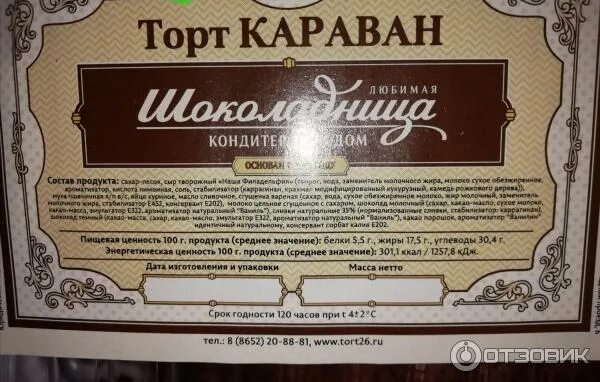 Торт КАРАВАН
ЛЮБИМАЯ
Шоколадница
КОНДИТЕРСКИЙ ДОМ
ОСНОВАН
Состав продукта: сахар-песок, сыр творожный «Наша Филадельфия» (творог, вода, заменитель молочного жира, молоко сухое обезжиренное,
ароматизатор, кислота лимонная, соль, стабилизатор (каррагинан, крахмал модифицированный кукурузный, камедь рожкового дерева)),
мука пшеничная х/п в/с, яйцо куриное, масло сливочное, сгущенка вареная (сахар, вода, сухое обезжиренное молоко, жир молочный, заменитель
молочного жира, стабилизатор Е452, консервант Е202), молоко цельное сгущенное с сахаром, шоколад молочный (сахар, какао-масло, сухое молоко,
какао-масса, эмульгатор Е322, ароматизатор натуральный "Ваниль"), сливки натуральные 35% (нормализованные сливки, стабилизатор: каррагинан),
шоколад темный (какао-масса, сахар, какао-масло, Эмульгатор Е322, ароматизатор натуральный "Ваниль"), какао порошок, ароматизатор "Ванилин"
идентичный натуральному, консервант сорбат калия Е202.
Пищевая ценность 100 г. продукта (среднее значение): белки 5,5 г., жиры 17,5 г., углеводы 30,4 г.
Энергетическая ценность 100 г. продукта (среднее значение): 301,1 ккал / 1257,8 кДж.
Дата изготовления и упаковки Масса нетто
Срок годности 120 часов при t 4±2°С
тел.: 8 (8652) 20-88-81, www.tort26.ru
ОТЗОВИК